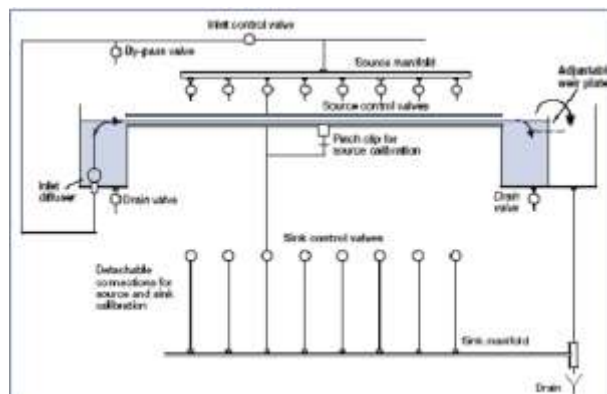 Inlet control valve
By-pass valve
Source manifold
Adjustable
weir plate
Source control valves
Pinch clip for
source calibration
Inlet
diffuser
Drain valve
Drain
valve
Sink control valves
Detachable
connections for
source and sink
calibration
Sink manifold
Drain